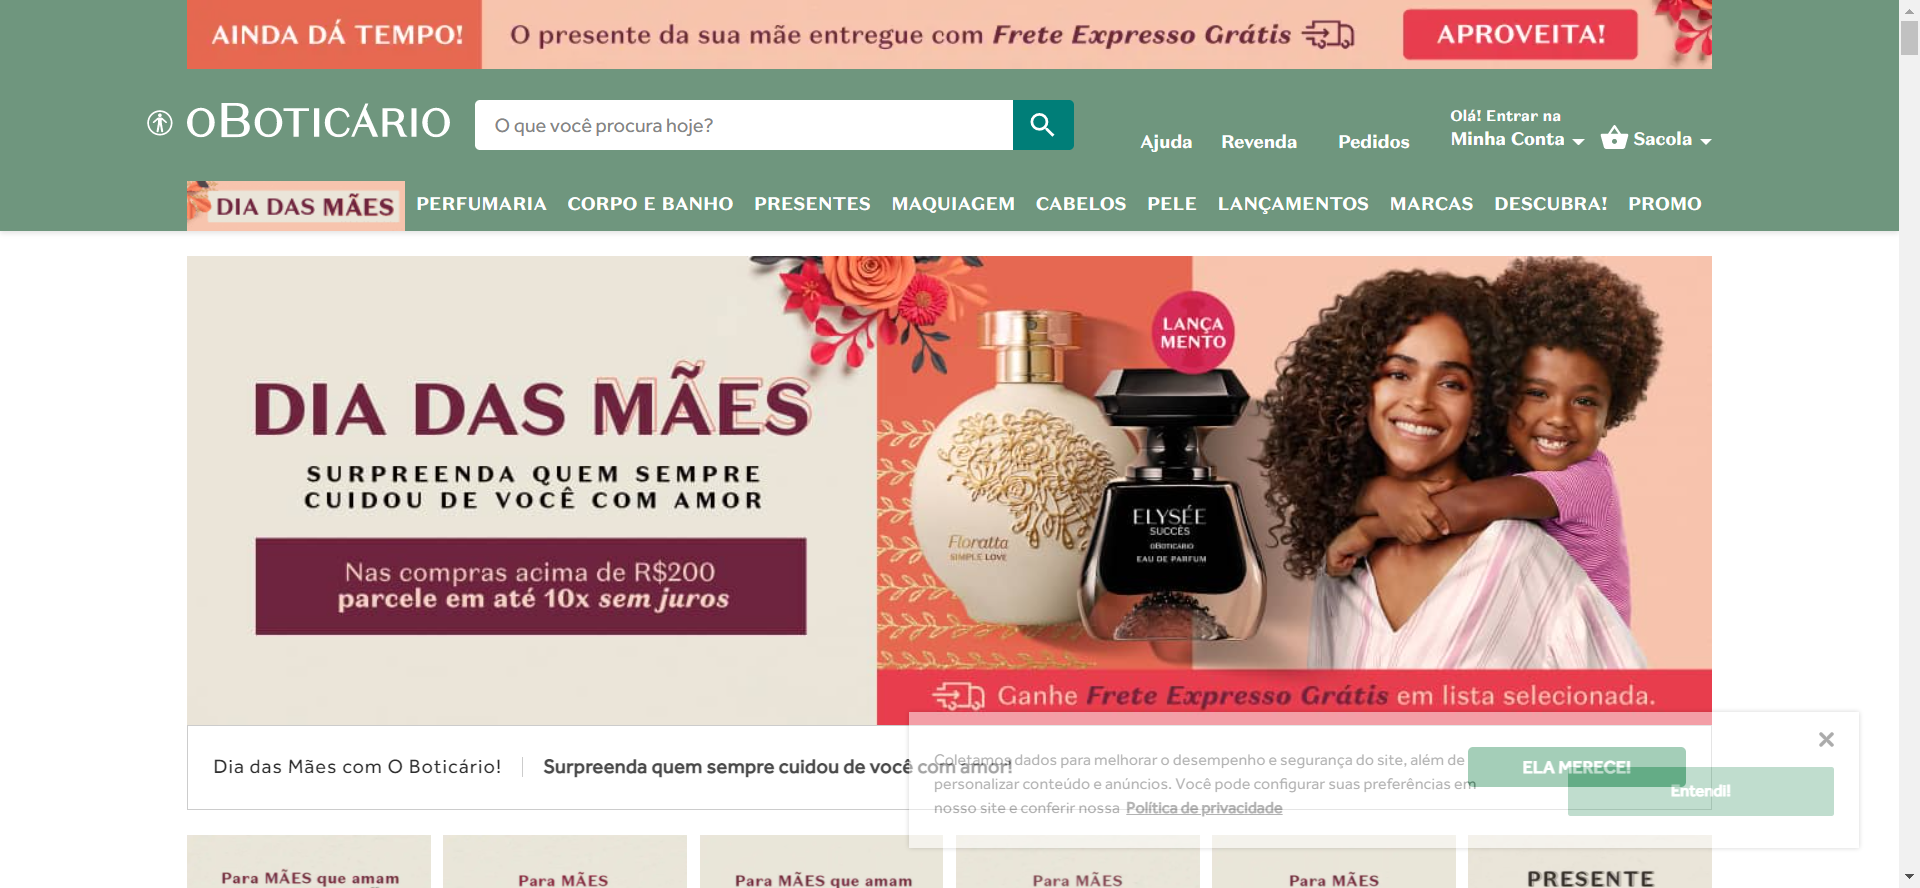 AINDA DÁ TEMPO!
O presente da sua mãe entregue com Frete Expresso Grátis
APROVEITA!
oBOTICÁRIO
O que você procura hoje?
Ajuda
Revenda
Pedidos
Olá! Entrar na
Minha Conta
Sacola
DIA DAS MÃES
PERFUMARIA
CORPO E BANHO
PRESENTES
MAQUIAGEM
CABELOS
PELE
LANÇAMENTOS
MARCAS
DESCUBRA!
PROMO
DIA DAS MÃES
SURPREENDA QUEM SEMPRE
CUIDOU DE VOCÊ COM AMOR
Nas compras acima de R$200
parcele em até 10x sem juros
LANÇA
MENTO
Floratta
SIMPLE LOVE
ELYSÉE
SUCCÈS
oBOTICÁRIO
EAU DE PARFUM
Ganhe Frete Expresso Grátis em lista selecionada.
Dia das Mães com O Boticário!
Surpreenda quem sempre cuidou de você com amor!
ELA MERECE!
Coletamos dados para melhorar o desempenho e segurança do site, além de
personalizar conteúdo e anúncios. Você pode configurar suas preferências em
nosso site e conferir nossa Política de privacidade
Entendi!
Para MÃES que amam
Para MÃES
Para MÃES que amam
Para MÃES
Para MÃES
PRESENTE